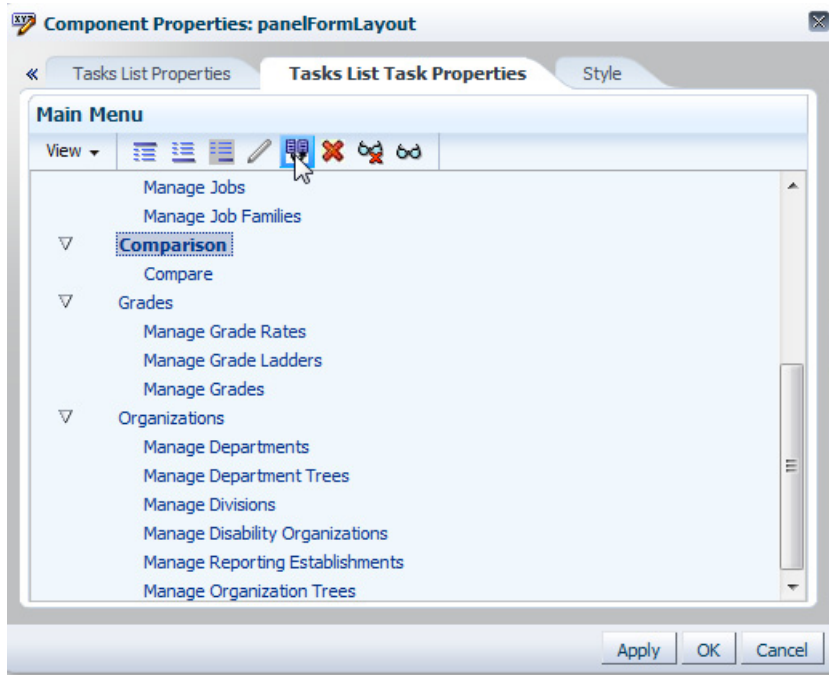 Component Properties: panelFormLayout
Tasks List Properties
Tasks List Task Properties
Style
Main Menu
View
Manage Jobs
Manage Job Families
Comparison
Compare
Grades
Manage Grade Rates
Manage Grade Ladders
Manage Grades
Organizations
Manage Departments
Manage Department Trees
Manage Divisions
Manage Disability Organizations
Manage Reporting Establishments
Manage Organization Trees
Apply
OK
Cancel